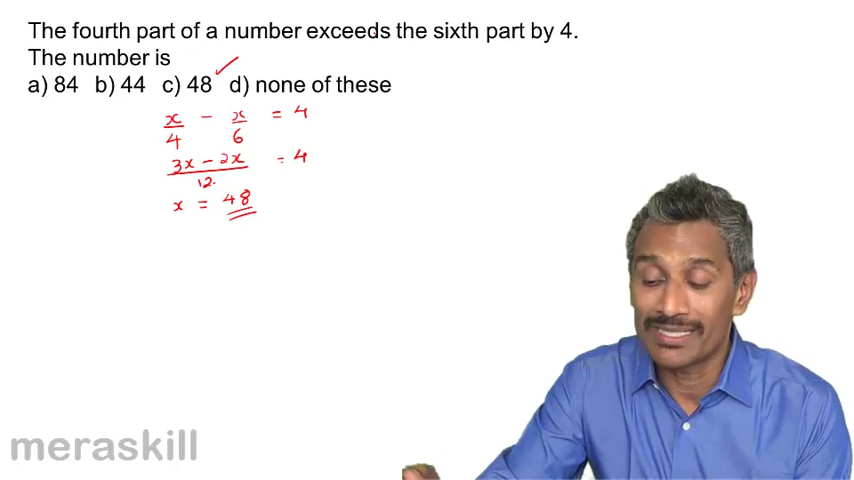 The fourth part of a number exceeds the sixth part by 4.
The number is
a) 84 b) 44 c) 48 d) none of these
x/4 - x/6 = 4
3x - 2x/12. = 4
x = 48
meraskill